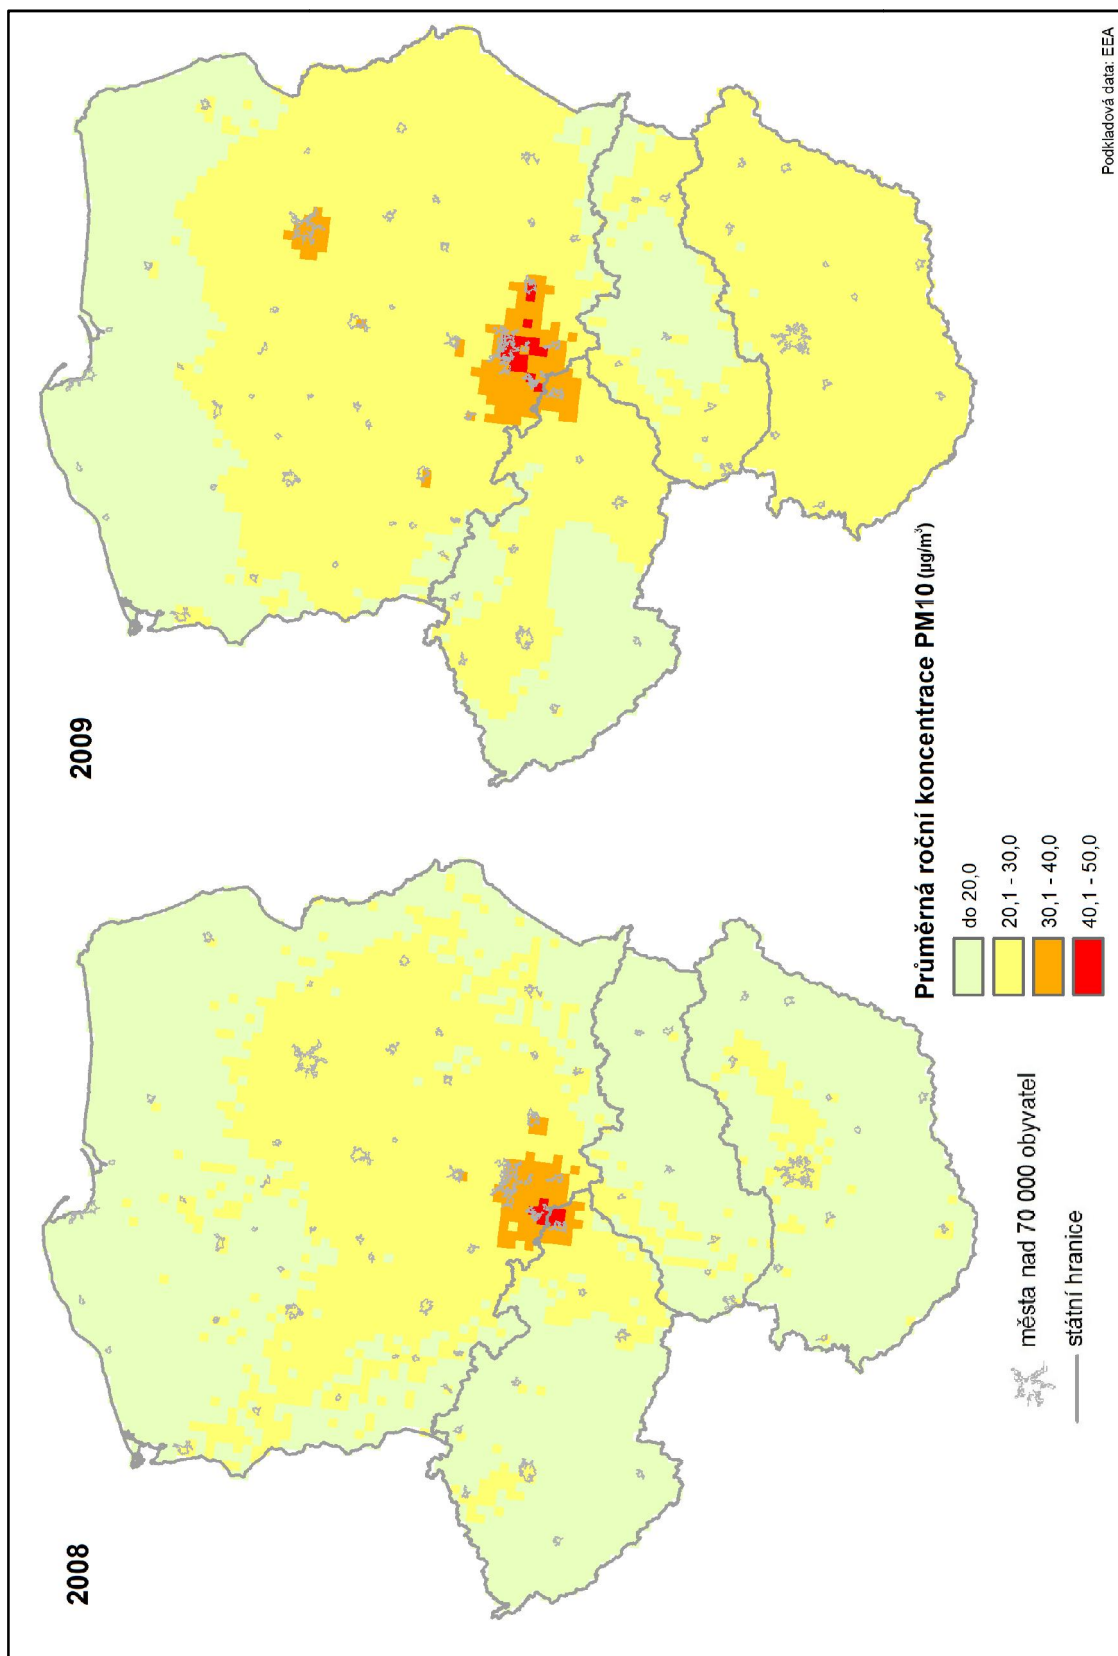 2008
2009
Průměrná roční koncentrace PM10 (µg/m³)
do 20,0
20,1 - 30,0
30,1 - 40,0
40,1 - 50,0
města nad 70 000 obyvatel
státní hranice
Podkladová data: EEA